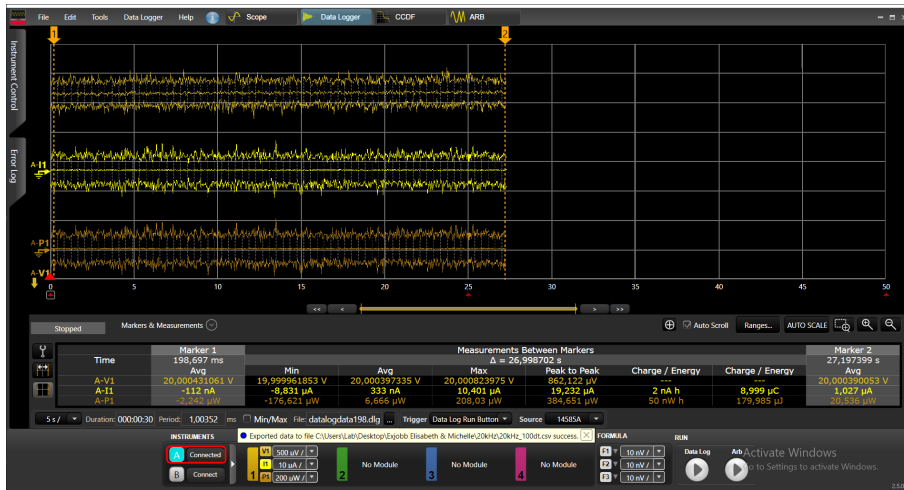 File Edit Tools Data Logger Help Scope Data Logger CCDF ARB
Instrument Control
Error Log
1 2
A-I1
A-P1
A-V1
0 5 10 15 20 25 30 35 40 45 50
<< < > >>
Stopped Markers & Measurements Auto Scroll Ranges... AUTO SCALE
Marker 1 Measurements Between Markers Marker 2
Time 198,697 ms Δ = 26,998702 s 27,197399 s
Avg Min Avg Max Peak to Peak Charge / Energy Charge / Energy Avg
A-V1 20,000431061 V 19,999961853 V 20,000397335 V 20,000823975 V 862,122 µV --- --- 20,000390053 V
A-I1 -112 nA -8,831 µA 333 nA 10,401 µA 19,232 µA 2 nA h 8,999 µC 1,027 µA
A-P1 -2,242 µW -176,621 µW 6,666 µW 208,03 µW 384,651 µW 50 nW h 179,985 µJ 20,536 µW
5 s / Duration: 000:00:30 Period: 1,00352 ms Min/Max File: datalogdata198.dlg ... Trigger Data Log Run Button Source 14585A
INSTRUMENTS Exported data to file C:\Users\Lab\Desktop\Exjobb Elisabeth & Michelle\20kHz\20kHz_100dt.csv success. FORMULA RUN
A Connected
B Connect
1 V1 500 uV /
I1 10 µA /
P1 200 uW /
2 No Module 3 No Module 4 No Module
F1 10 nV /
F2 10 nV /
F3 10 nV /
Data Log Arb
Activate Windows
Go to Settings to activate Windows.